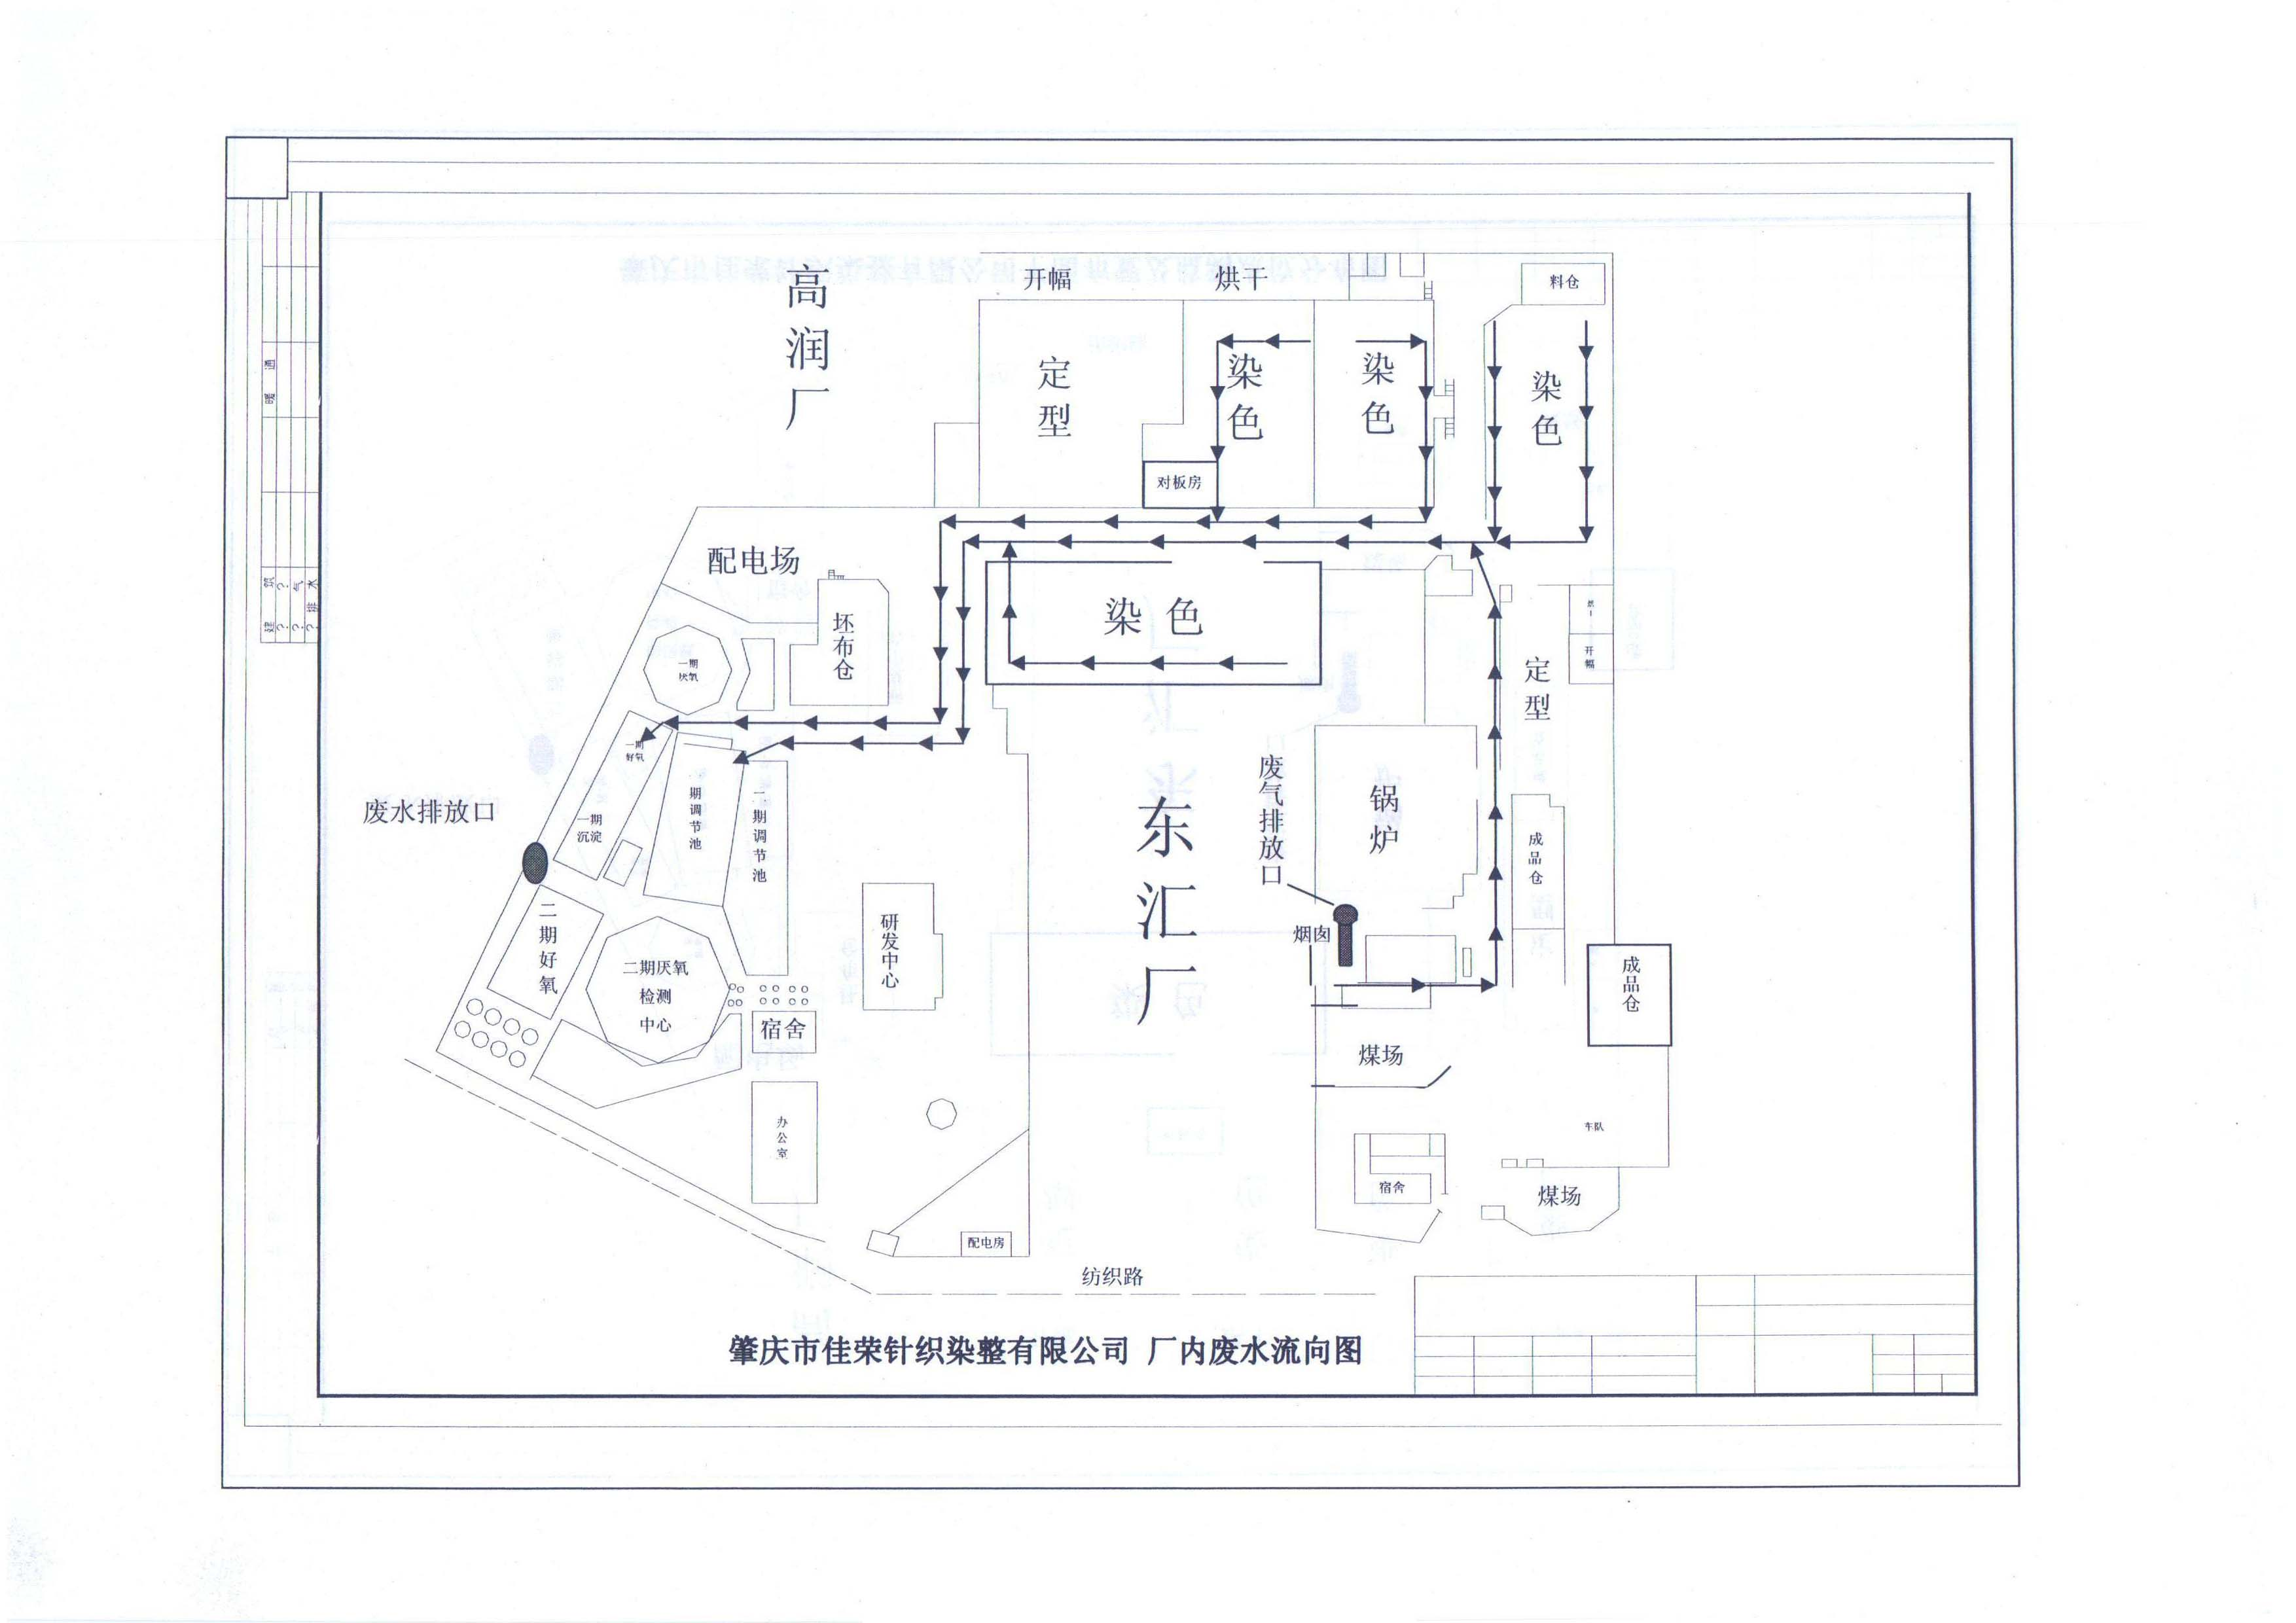 高润厂
开幅
烘干
料仓
定型
染色
染色
染色
对板房
暖 通
配电场
坯布仓
染 色
一期
厌氧
开幅
定型
一期
好氧
废气排放口
锅炉
废水排放口
一期
沉淀
期调节池
二期调节池
东汇厂
成品仓
研发中心
烟囱
二期好氧
二期厌氧
检测
中心
成品仓
宿舍
煤场
办公室
车队
宿舍
煤场
配电房
纺织路
肇庆市佳荣针织染整有限公司 厂内废水流向图